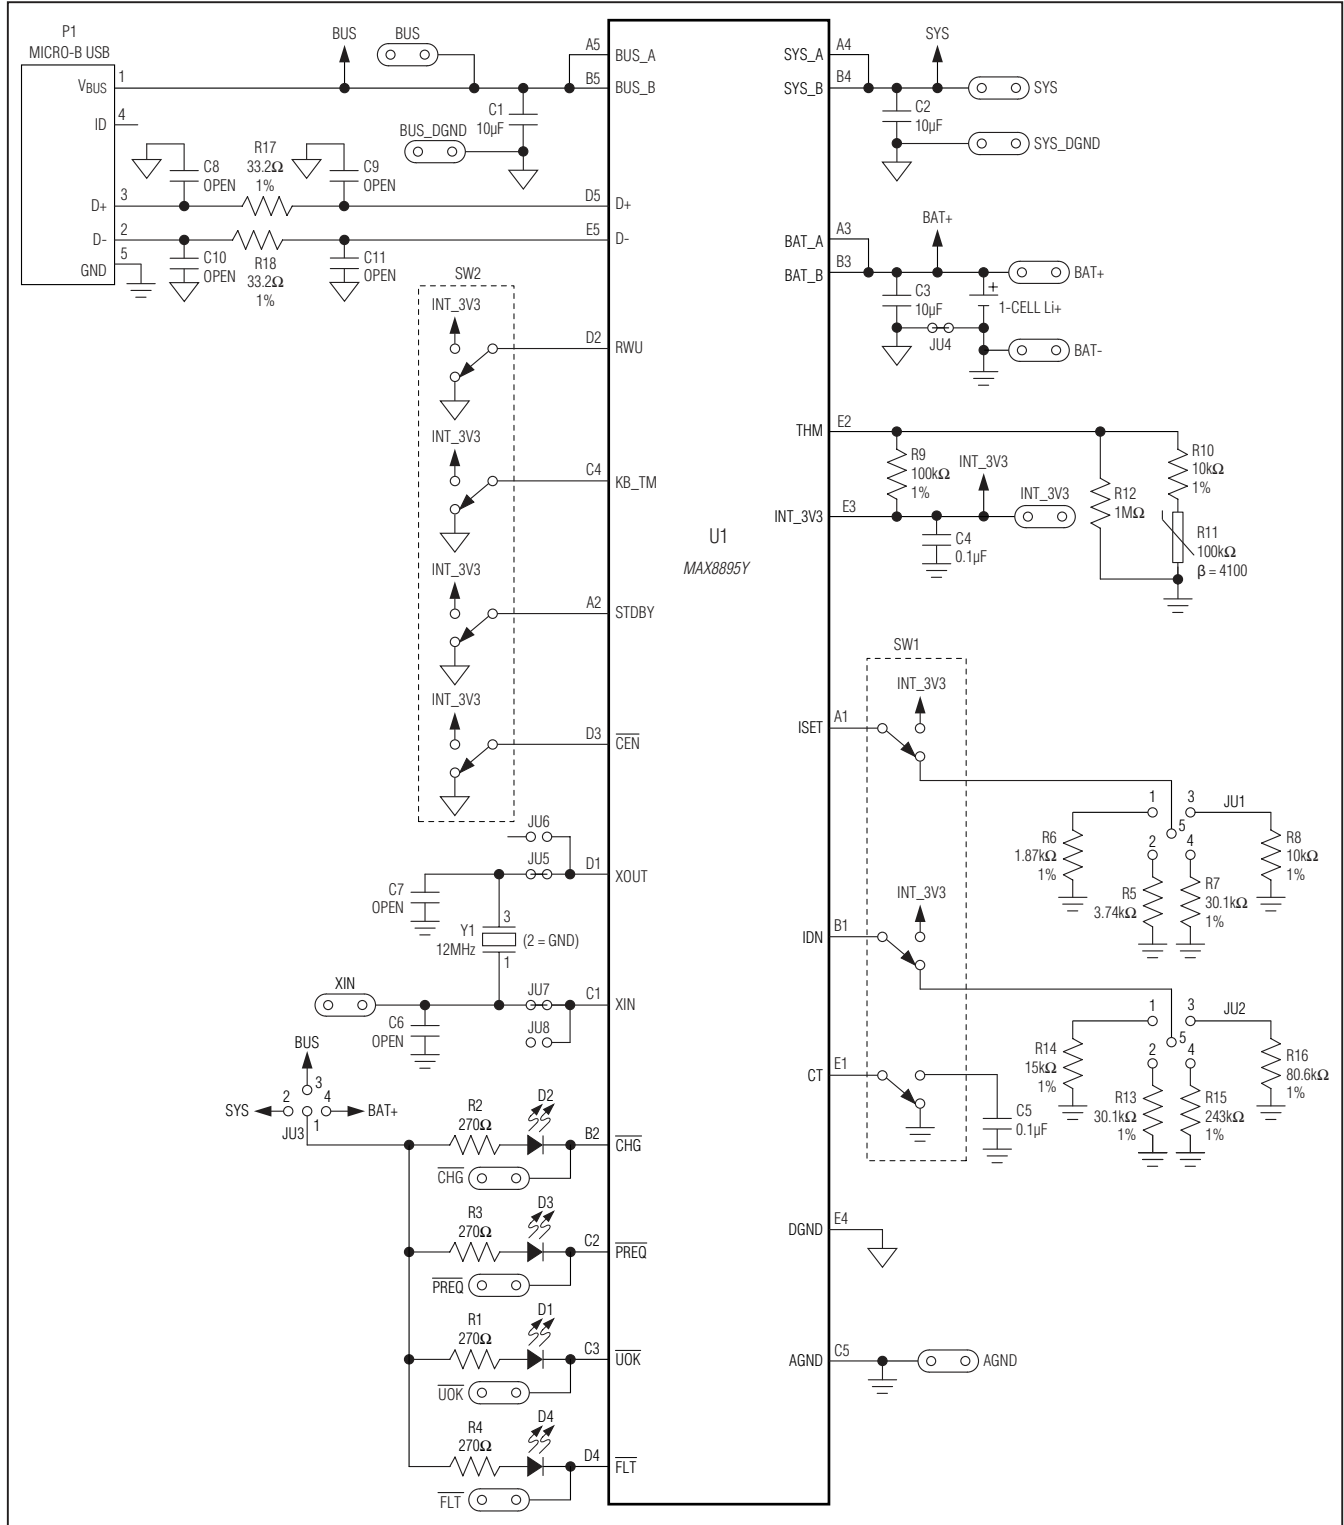 P1
MICRO-B USB
VBUS
1
ID
4
D+
3
D-
2
GND
5
BUS
BUS
C1
10µF
BUS_DGND
C8
OPEN
R17
33.2Ω
1%
C9
OPEN
C10
OPEN
R18
33.2Ω
1%
C11
OPEN
A5
BUS_A
B5
BUS_B
D5
D+
E5
D-
SW2
INT_3V3
D2
RWU
INT_3V3
C4
KB_TM
INT_3V3
A2
STDBY
INT_3V3
D3
CEN
JU6
JU5
D1
XOUT
C7
OPEN
3
Y1
12MHz
(2 = GND)
1
XIN
JU7
C1
XIN
JU8
C6
OPEN
BUS
3
2
4
SYS
BAT+
1
JU3
R2
270Ω
D2
B2
CHG
CHG
R3
270Ω
D3
C2
PREQ
PREQ
R1
270Ω
D1
C3
UOK
UOK
R4
270Ω
D4
D4
FLT
FLT
U1
MAX8895Y
SYS_A
A4
SYS_B
B4
SYS
SYS
C2
10µF
SYS_DGND
BAT_A
A3
BAT_B
B3
BAT+
BAT+
C3
10µF
+
1-CELL Li+
JU4
BAT-
THM
E2
R9
100kΩ
1%
INT_3V3
INT_3V3
INT_3V3
E3
C4
0.1µF
R12
1MΩ
R10
10kΩ
1%
R11
100kΩ
β = 4100
SW1
INT_3V3
ISET
A1
1
3
JU1
5
2
4
R6
1.87kΩ
1%
R5
3.74kΩ
R7
30.1kΩ
1%
R8
10kΩ
1%
INT_3V3
IDN
B1
1
3
JU2
5
2
4
R14
15kΩ
1%
R13
30.1kΩ
1%
R15
243kΩ
1%
R16
80.6kΩ
1%
CT
E1
C5
0.1µF
DGND
E4
AGND
C5
AGND